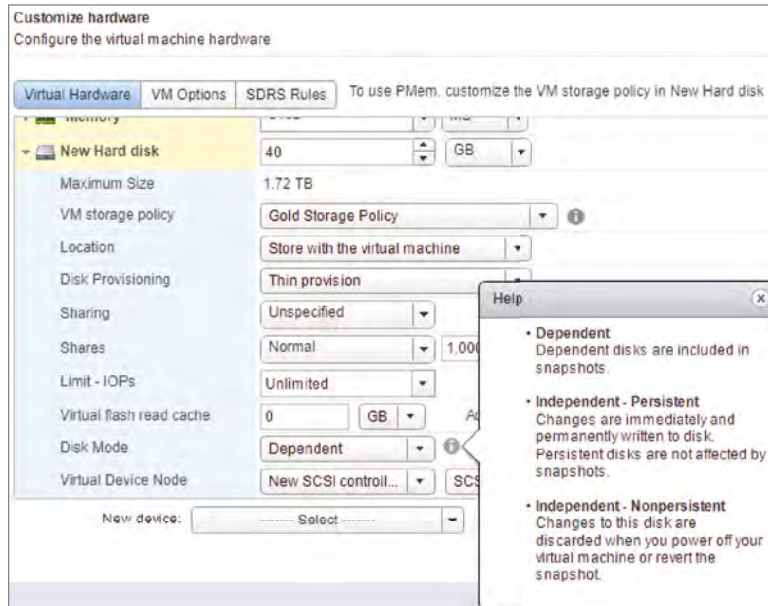 Customize hardware
Configure the virtual machine hardware
Virtual Hardware VM Options SDRS Rules To use PMem, customize the VM storage policy in New Hard disk
Memory
New Hard disk 40 GB
Maximum Size 1.72 TB
VM storage policy Gold Storage Policy
Location Store with the virtual machine
Disk Provisioning Thin provision
Sharing Unspecified
Shares Normal 1,000
Limit - IOPs Unlimited
Virtual flash read cache 0 GB
Disk Mode Dependent
Virtual Device Node New SCSI controll...
New device: ------- Select -------
Help
• Dependent
Dependent disks are included in
snapshots.
• Independent - Persistent
Changes are immediately and
permanently written to disk.
Persistent disks are not affected by
snapshots.
• Independent - Nonpersistent
Changes to this disk are
discarded when you power off your
virtual machine or revert the
snapshot.